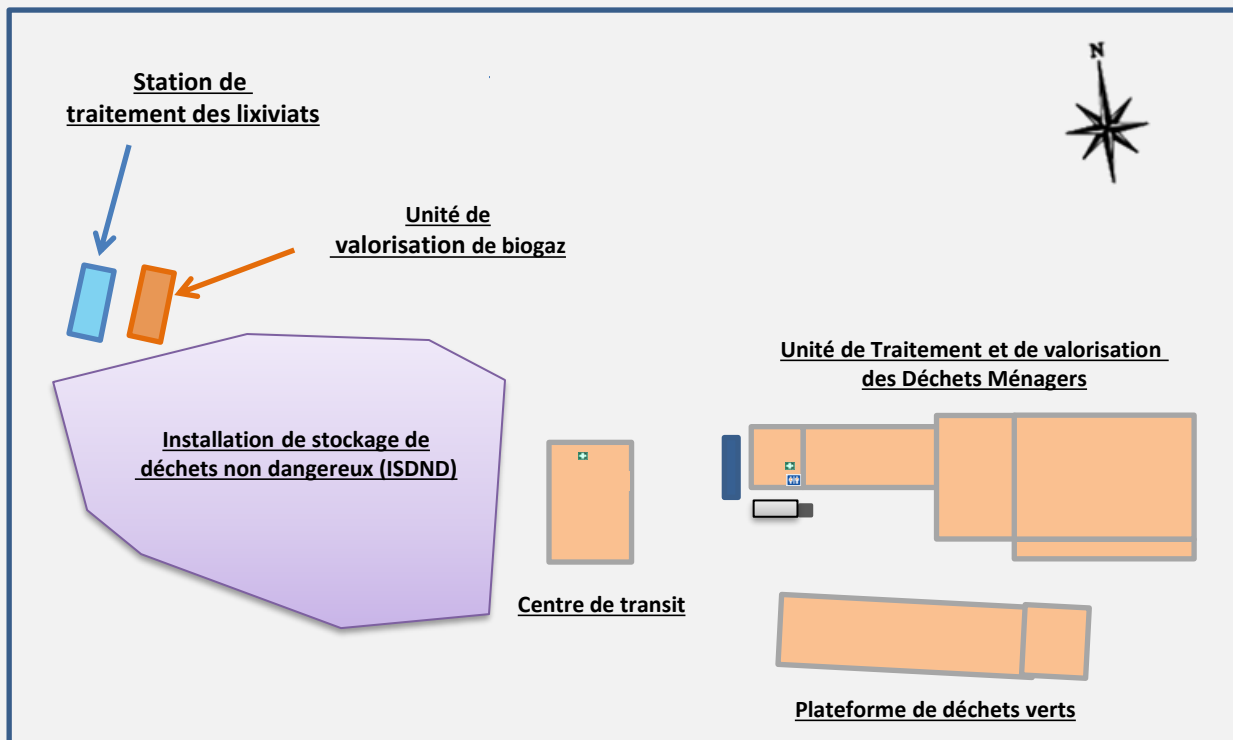 Station de
traitement des lixiviats
N
Unité de
valorisation de biogaz
Unité de Traitement et de valorisation
des Déchets Ménagers
Installation de stockage de
déchets non dangereux (ISDND)
Centre de transit
Plateforme de déchets verts